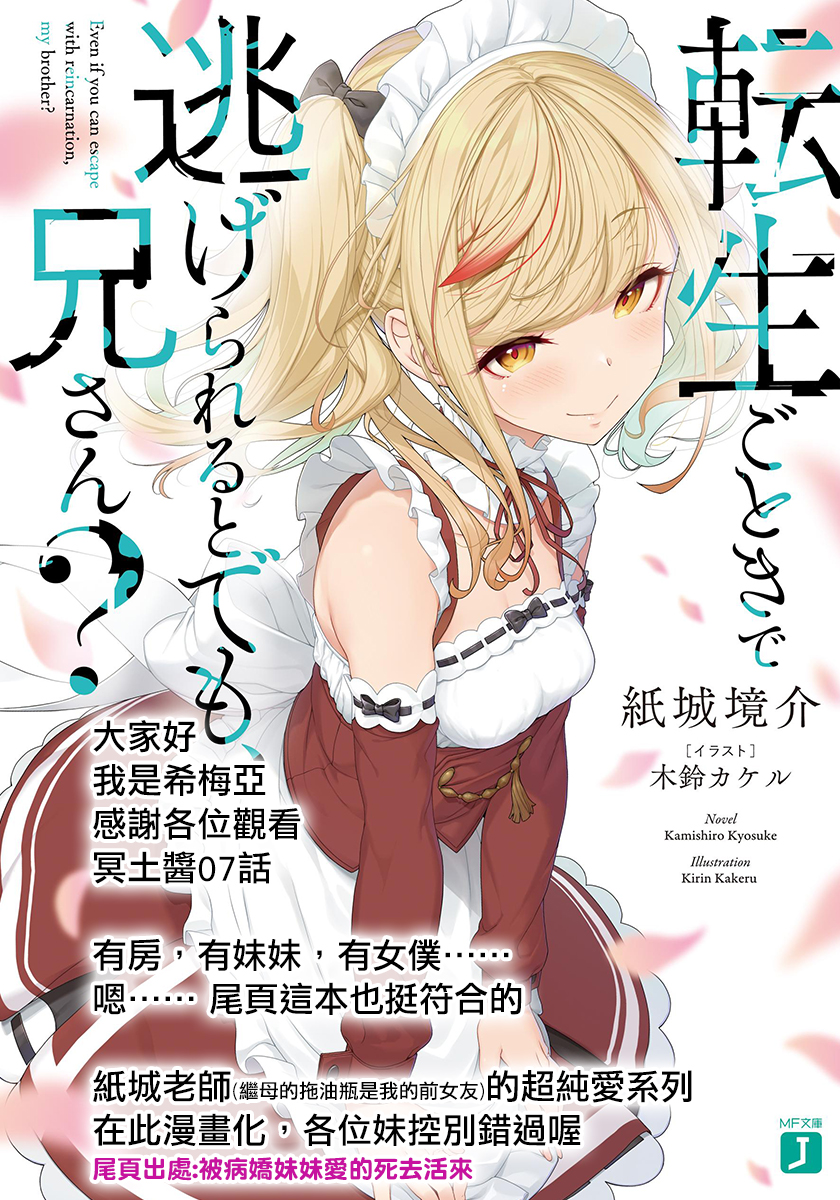 転生ごときで
逃げられるとでも、
兄さん？
Even if you can escape
with reincarnation,
my brother?
紙城境介
［イラスト］
木鈴カケル
Novel
Kamishiro Kyosuke
Illustration
Kirin Kakeru
大家好
我是希梅亞
感謝各位觀看
冥土醬07話
有房，有妹妹，有女僕⋯⋯
嗯⋯⋯ 尾頁這本也挺符合的
紙城老師(繼母的拖油瓶是我的前女友)的超純愛系列
在此漫畫化，各位妹控別錯過喔
尾頁出處:被病嬌妹妹愛的死去活來
MF文庫
J